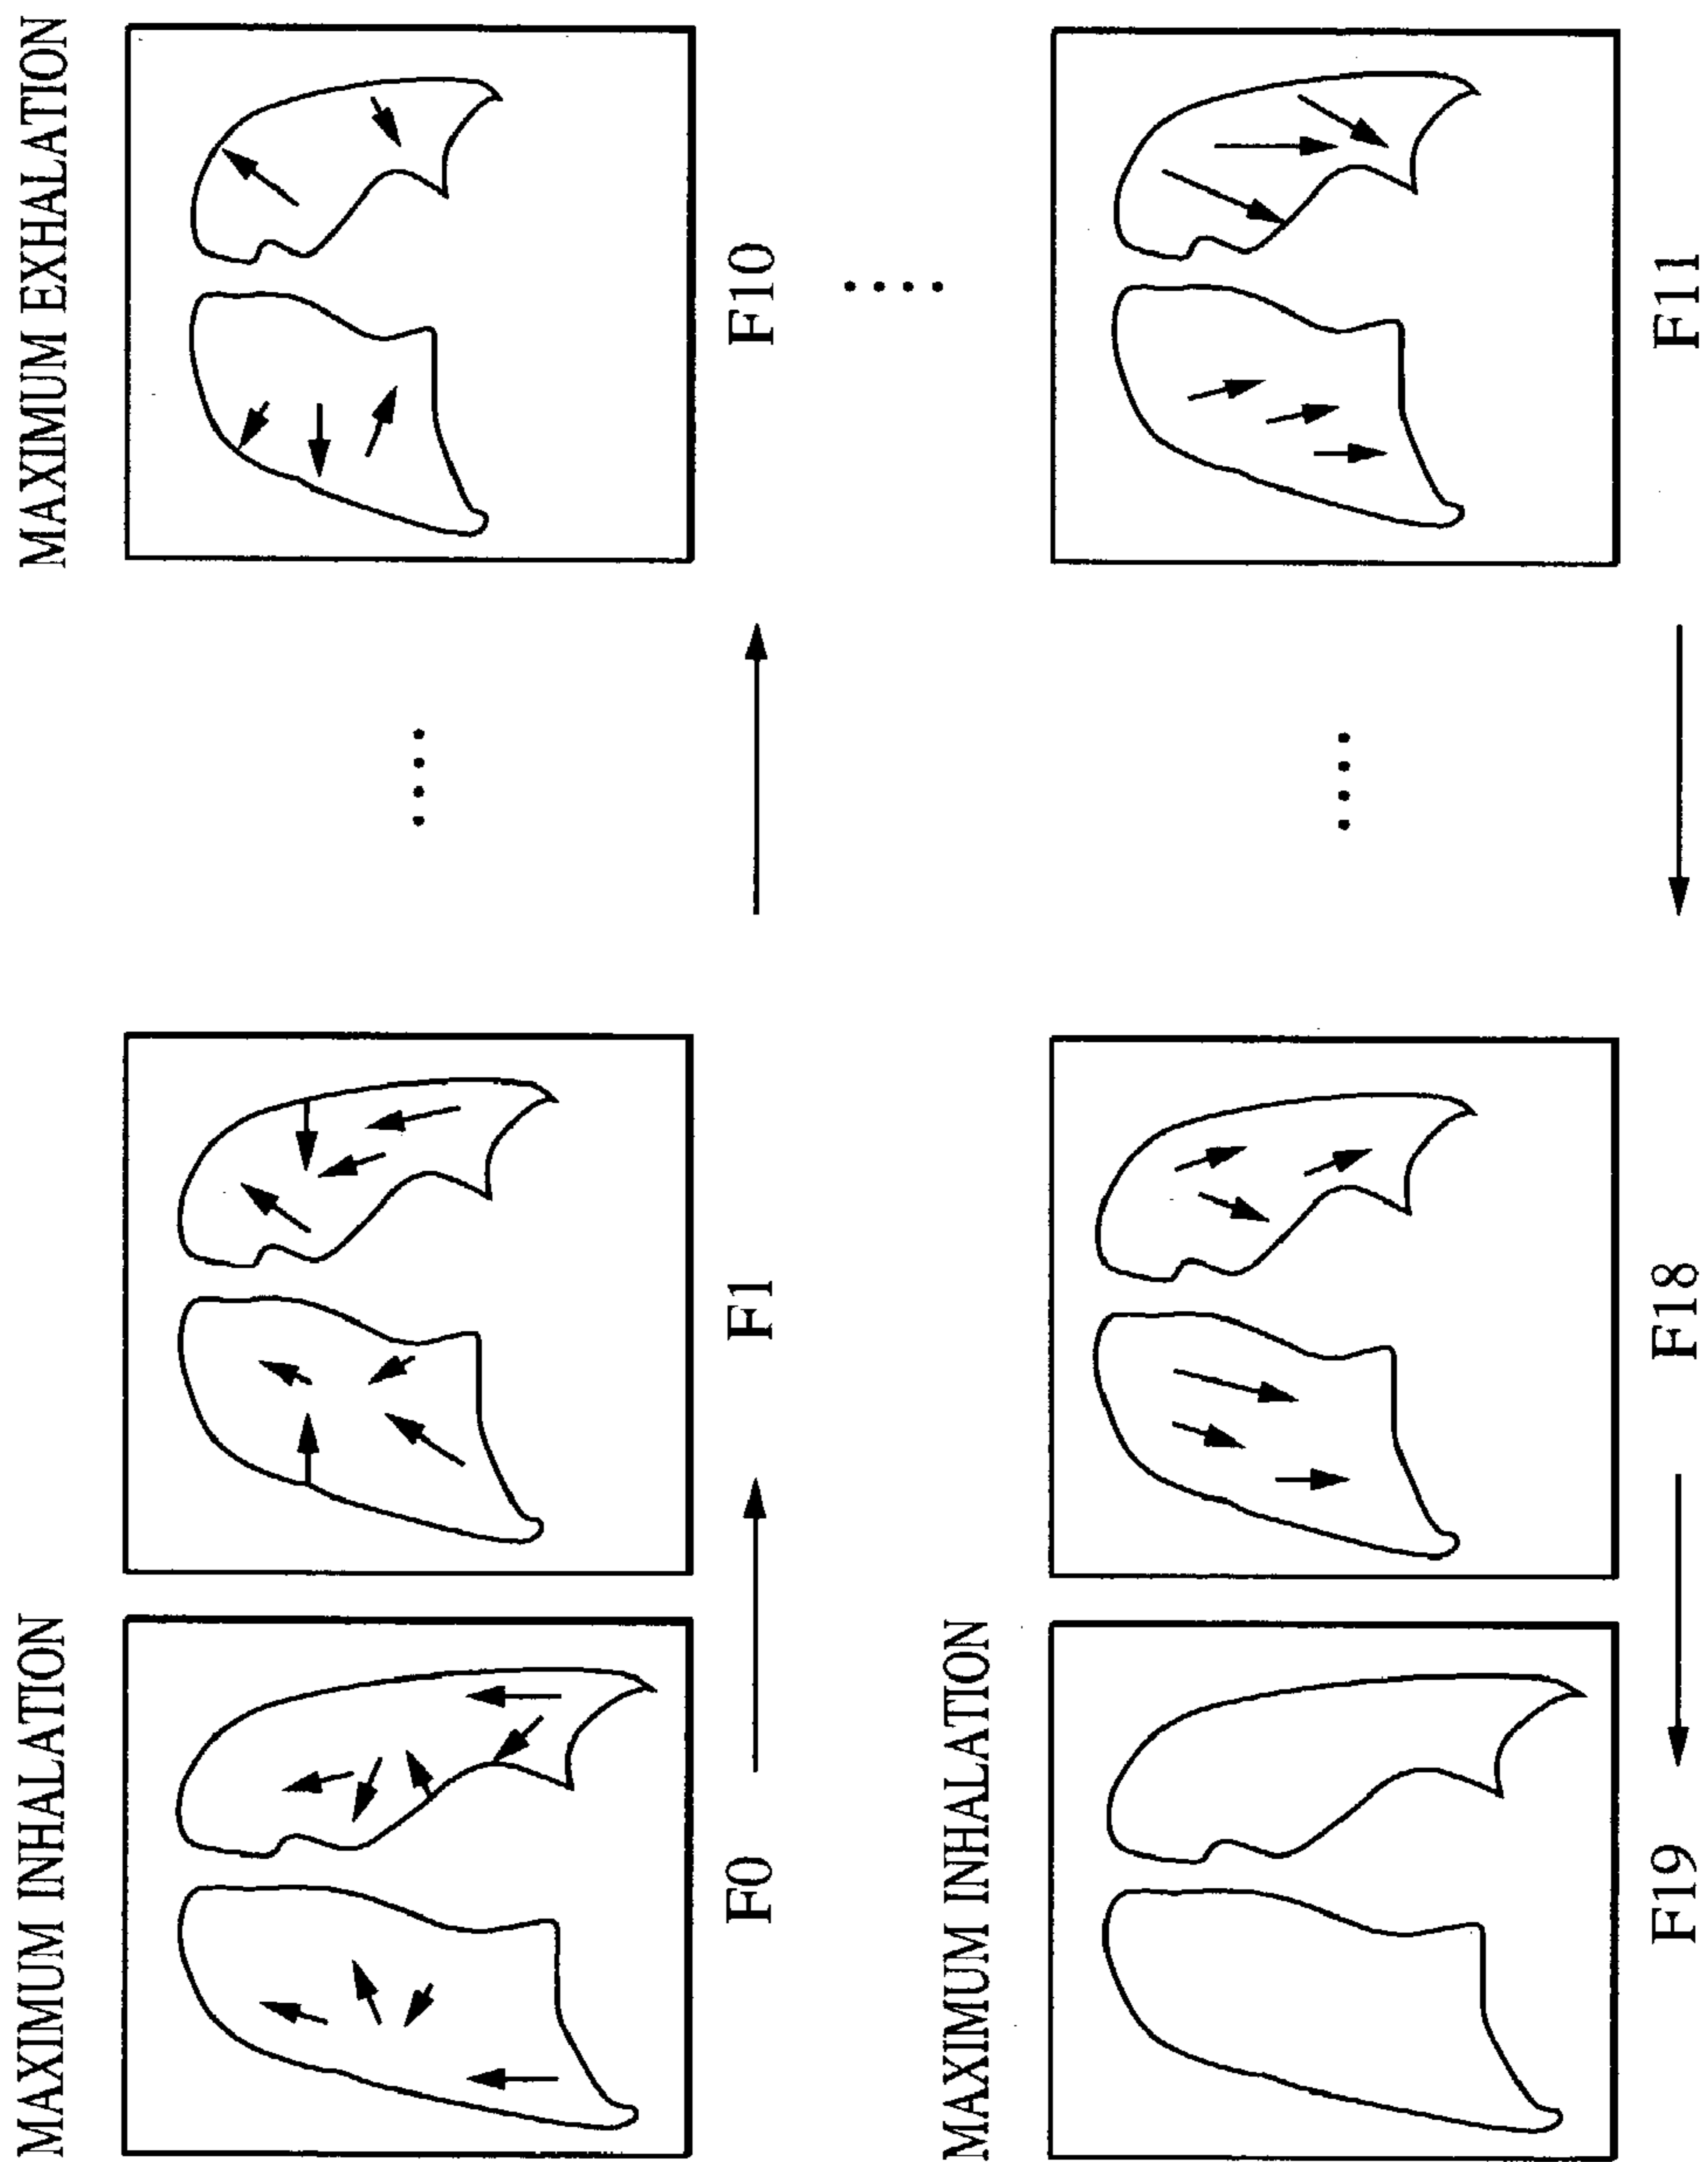 MAXIMUM INHALATION
MAXIMUM EXHALATION
F0
F1
F10
MAXIMUM INHALATION
F19
F18
F11